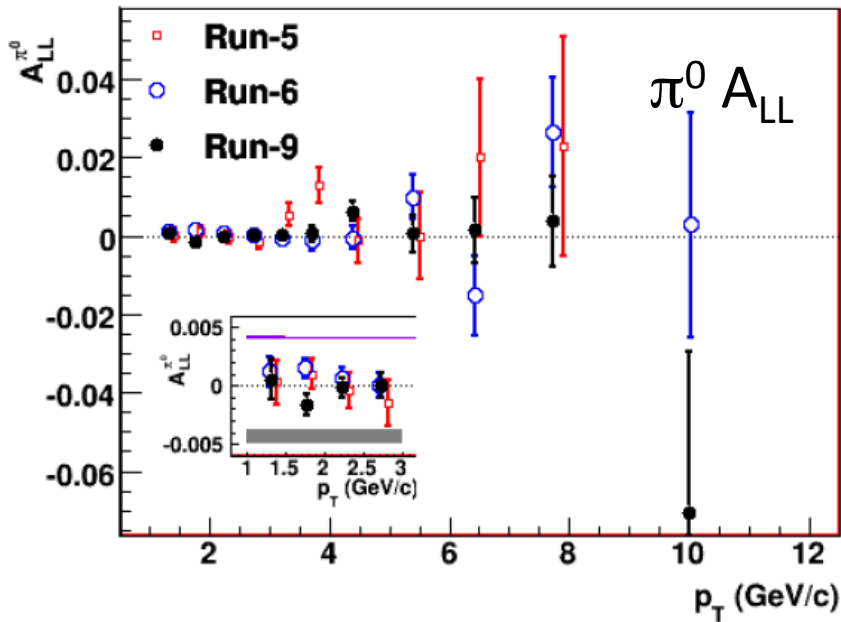 A_LL^π⁰
Run-5
Run-6
Run-9
π⁰ A_LL
0.04
0.02
0
-0.02
-0.04
-0.06
A_LL^π⁰
0.005
0
-0.005
1 1.5 2 2.5 3
p_T (GeV/c)
2 4 6 8 10 12
p_T (GeV/c)